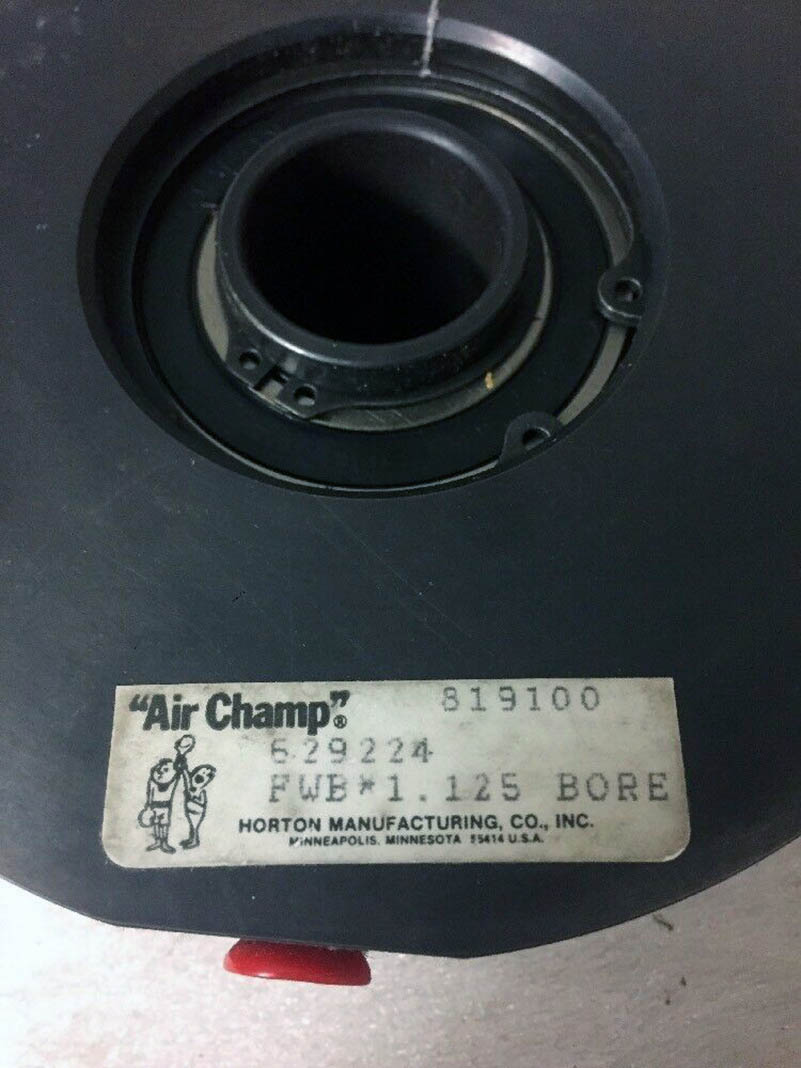 “Air Champ”® 819100
629224
FWB*1.125 BORE
HORTON MANUFACTURING, CO., INC.
MINNEAPOLIS, MINNESOTA 55414 U.S.A.